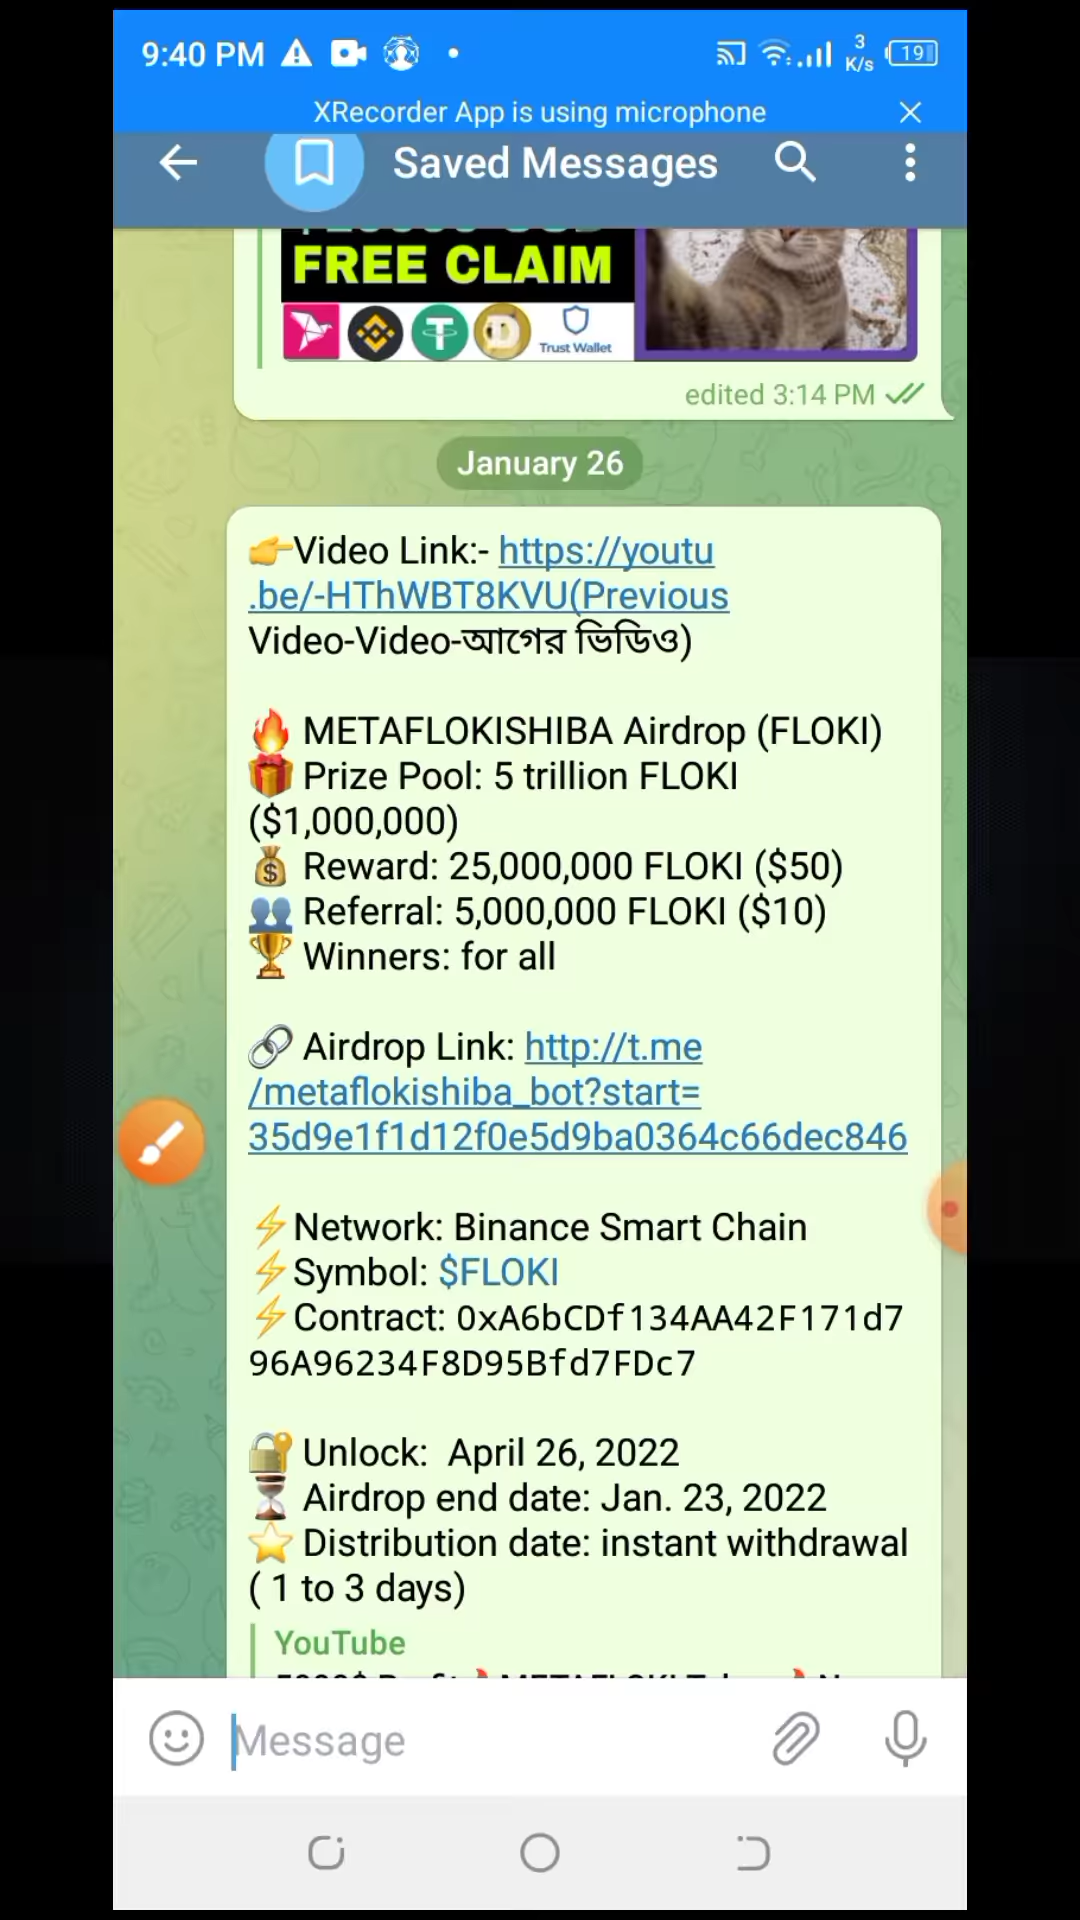 9:40 PM
3
K/s
19
XRecorder App is using microphone
Saved Messages
FREE CLAIM
Trust Wallet
edited 3:14 PM
January 26
👉Video Link:- https://youtu
.be/-HThWBT8KVU(Previous
Video-Video-আগের ভিডিও)
🔥 METAFLOKISHIBA Airdrop (FLOKI)
🎁 Prize Pool: 5 trillion FLOKI
($1,000,000)
💰 Reward: 25,000,000 FLOKI ($50)
👥 Referral: 5,000,000 FLOKI ($10)
🏆 Winners: for all
🔗 Airdrop Link: http://t.me
/metaflokishiba_bot?start=
35d9e1f1d12f0e5d9ba0364c66dec846
⚡Network: Binance Smart Chain
⚡Symbol: $FLOKI
⚡Contract: 0xA6bCDf134AA42F171d7
96A96234F8D95Bfd7FDc7
🔐 Unlock:  April 26, 2022
⏳ Airdrop end date: Jan. 23, 2022
⭐ Distribution date: instant withdrawal
( 1 to 3 days)
YouTube
Message